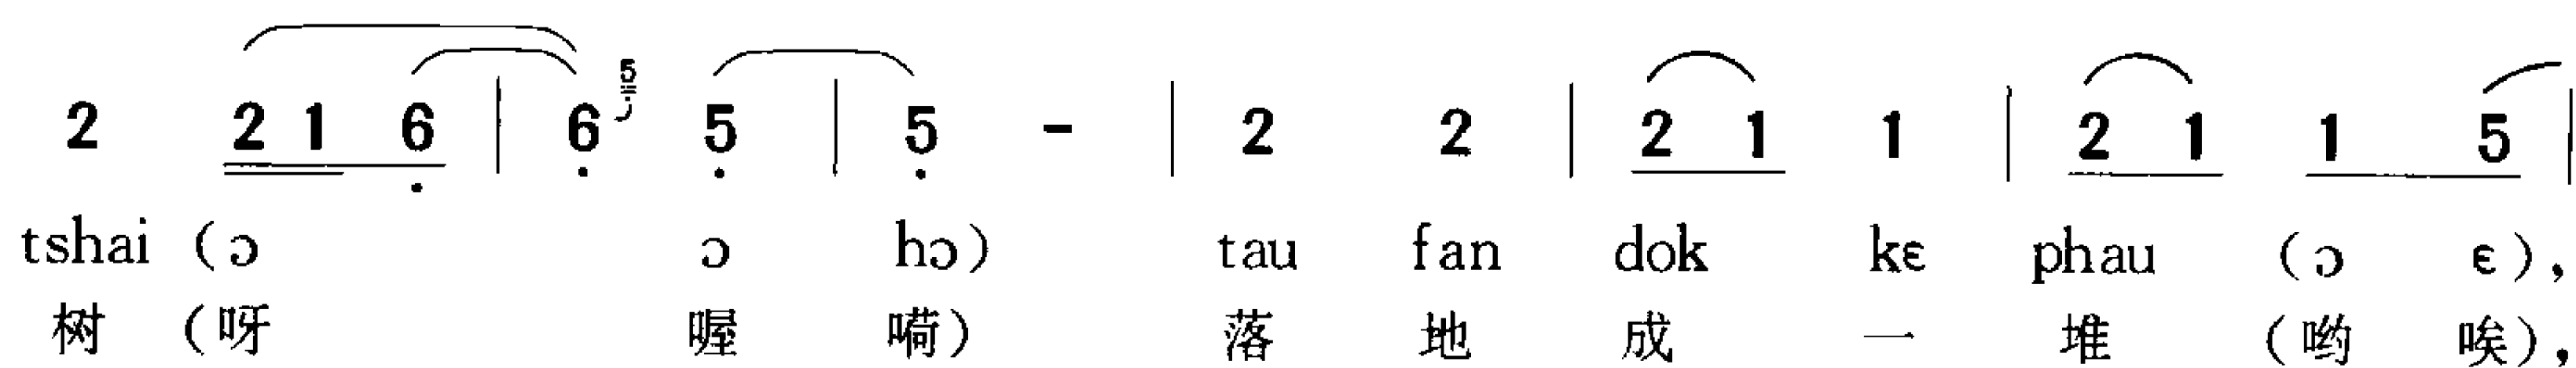 2 2 1 6 | 6 5 5 | 5 - | 2 2 | 2 1 1 | 2 1 1 5 |
tshai (ɔ ɔ hɔ) tau fan dok kɛ phau (ɔ ɛ),
树 (呀 喔 嗬) 落 地 成 一 堆 (哟 唉),